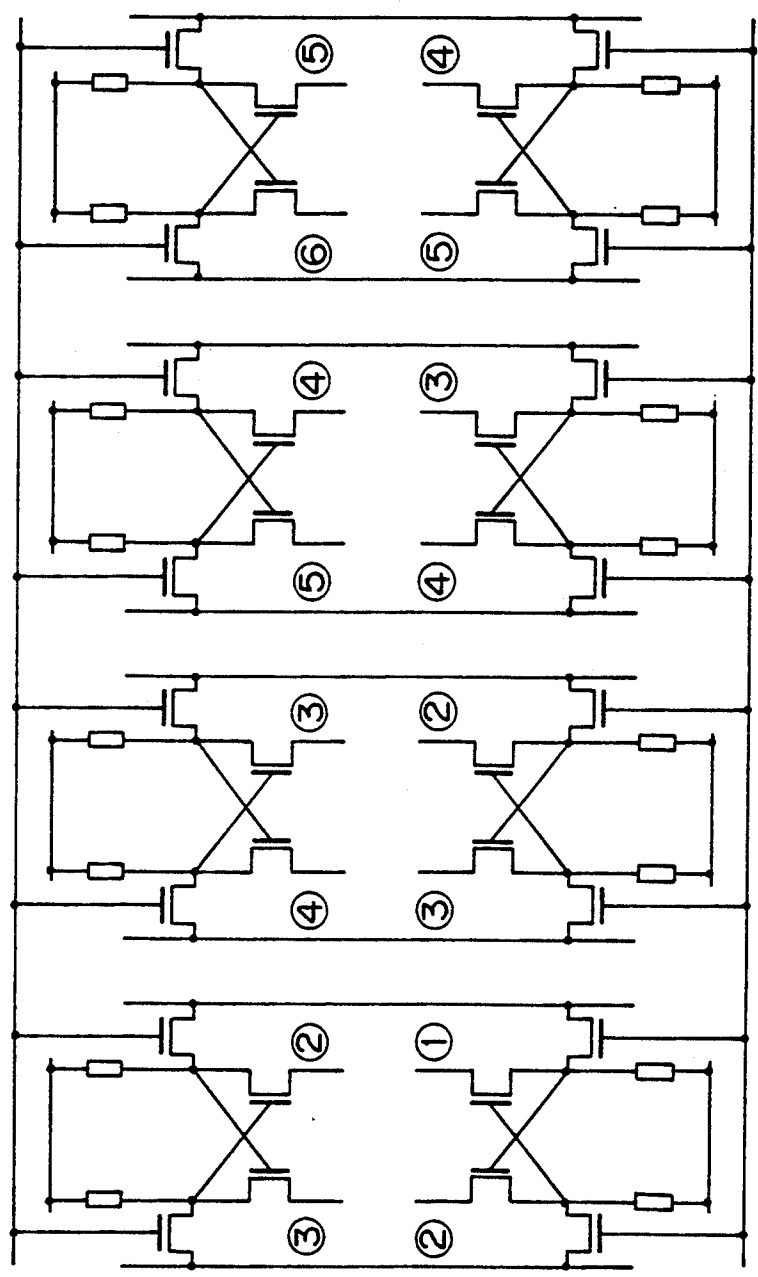 ③ ② ④ ③ ⑤ ④ ⑥ ⑤
② ① ③ ② ④ ③ ⑤ ④